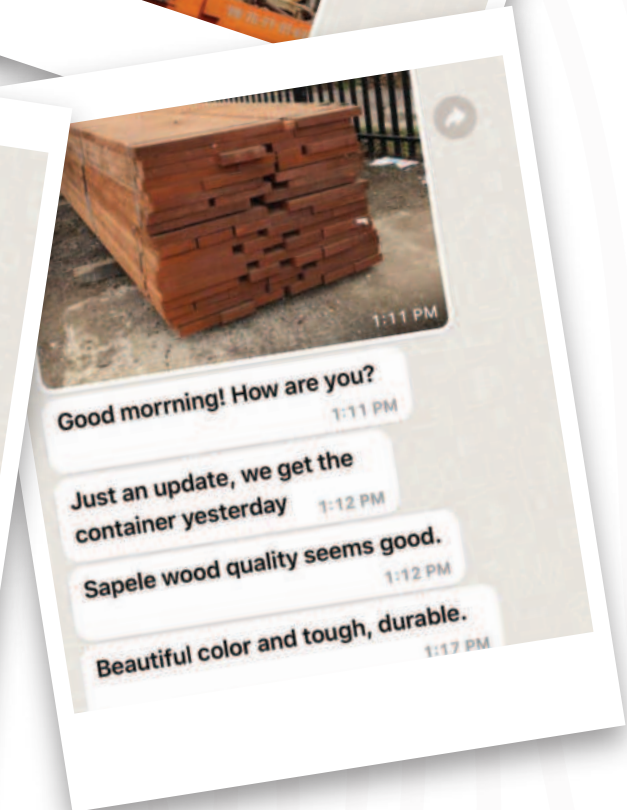 1:11 PM
Good morrning! How are you?
1:11 PM
Just an update, we get the
container yesterday
1:12 PM
Sapele wood quality seems good.
1:12 PM
Beautiful color and tough, durable.
1:17 PM